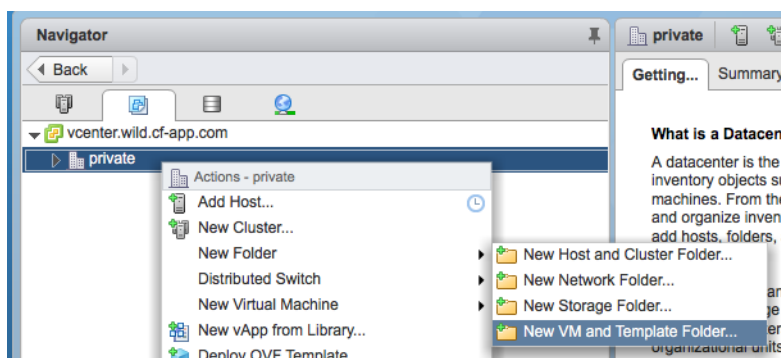 Navigator
private
Back
Getting...
Summary
vcenter.wild.cf-app.com
What is a Datacen
private
A datacenter is the
Actions - private
inventory objects su
Add Host...
machines. From the
New Cluster...
and organize inven
add hosts, folders,
New Folder
New Host and Cluster Folder...
Distributed Switch
New Network Folder...
New Virtual Machine
New Storage Folder...
New vApp from Library...
New VM and Template Folder...
Deploy OVF Template
organizational units